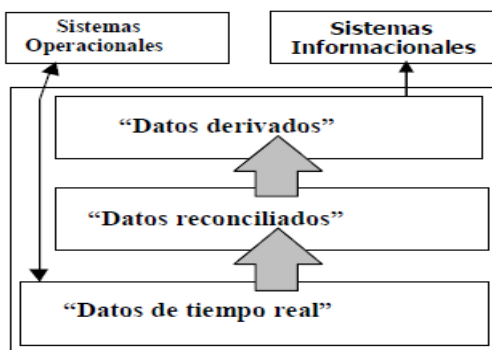 Sistemas
Operacionales
Sistemas
Informacionales
“Datos derivados”
“Datos reconciliados”
“Datos de tiempo real”